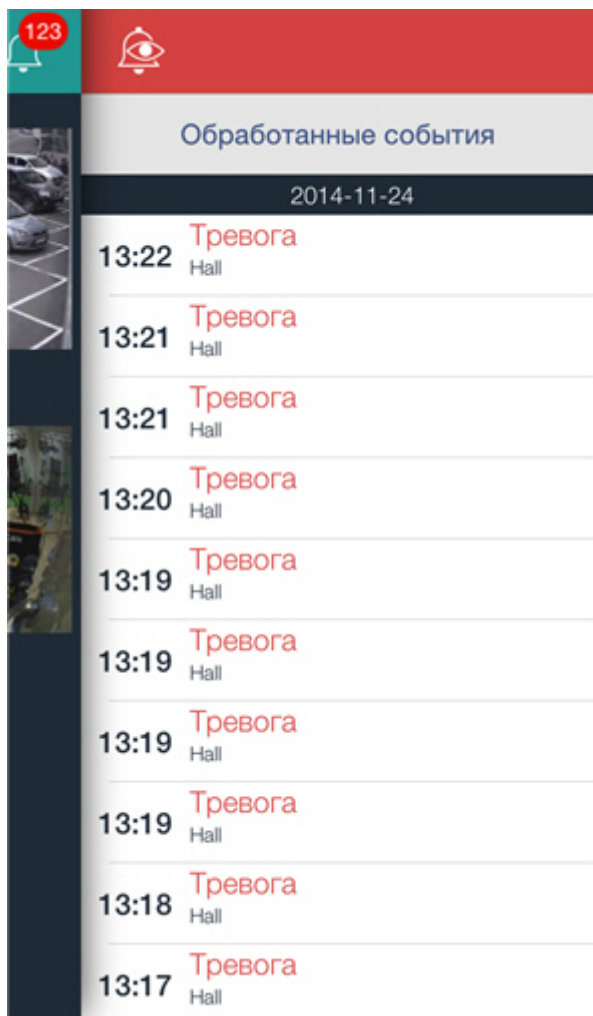 123
Обработанные события
2014-11-24
13:22 Тревога
Hall
13:21 Тревога
Hall
13:21 Тревога
Hall
13:20 Тревога
Hall
13:19 Тревога
Hall
13:19 Тревога
Hall
13:19 Тревога
Hall
13:19 Тревога
Hall
13:18 Тревога
Hall
13:17 Тревога
Hall